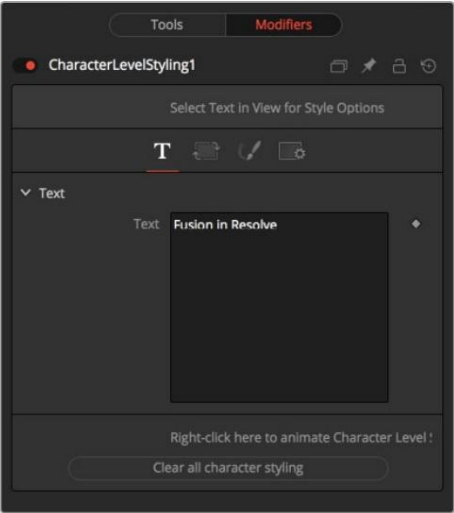 Tools Modifiers
CharacterLevelStyling1
Select Text in View for Style Options
T
Text
Text Fusion in Resolve
Right-click here to animate Character Level
Clear all character styling